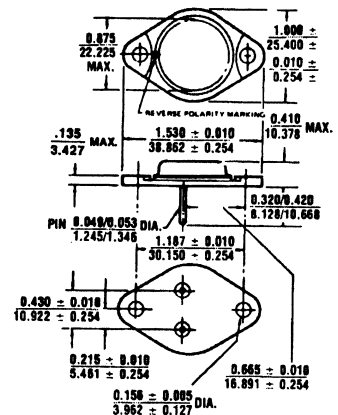 0.875
22.225
MAX.
1.000 ±
25.400 ±
0.010 ±
0.254 ±
REVERSE POLARITY MARKING
0.410
10.378 MAX.
.135
3.427 MAX.
1.530 ± 0.010
38.862 ± 0.254
0.320/0.420
8.128/10.668
PIN 0.049/0.053 DIA.
1.245/1.346
1.187 ± 0.010
30.150 ± 0.254
0.430 ± 0.010
10.922 ± 0.254
0.215 ± 0.010
5.461 ± 0.254
0.665 ± 0.010
16.891 ± 0.254
0.156 ± 0.005 DIA.
3.962 ± 0.127